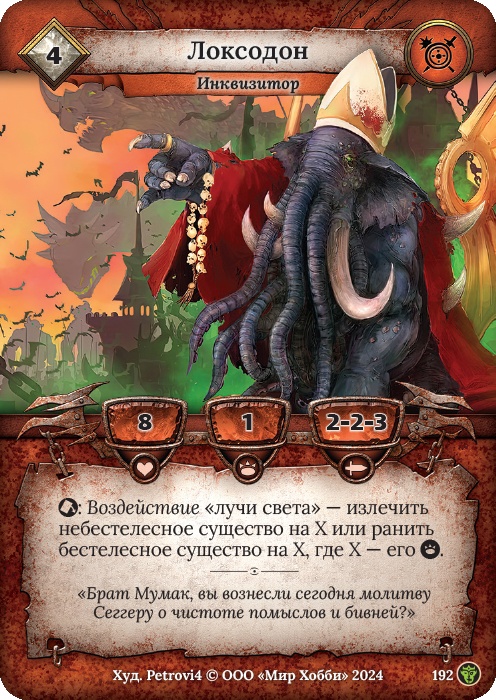 4
Локсодон
Инквизитор
8 1 2-2-3
: Воздействие «лучи света» — излечить
небестелесное существо на X или ранить
бестелесное существо на X, где X — его .
«Брат Мумак, вы вознесли сегодня молитву
Сеггеру о чистоте помыслов и бивней?»
Худ. Petrovi4 © ООО «Мир Хобби» 2024 192